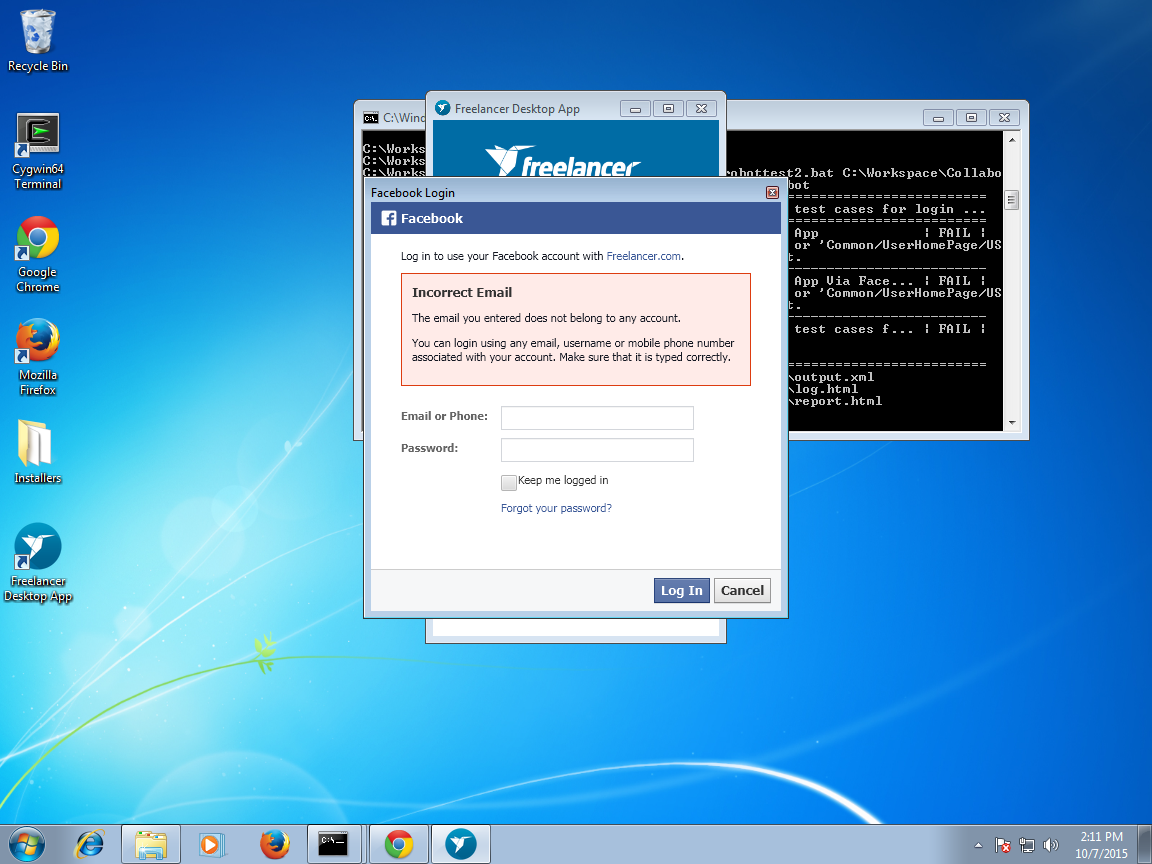 Recycle Bin
Cygwin64
Terminal
Google
Chrome
Mozilla
Firefox
Installers
Freelancer
Desktop App
C:\Wind
C:\Works
C:\Works
C:\Works
robottest2.bat C:\Workspace\Collabo
bot
test cases for login ...
App | FAIL |
or 'Common/UserHomePage/US
t.
App Via Face... | FAIL |
or 'Common/UserHomePage/US
t.
test cases f... | FAIL |
\output.xml
\log.html
\report.html
Freelancer Desktop App
freelancer
Facebook Login
Facebook
Log in to use your Facebook account with Freelancer.com.
Incorrect Email
The email you entered does not belong to any account.
You can login using any email, username or mobile phone number
associated with your account. Make sure that it is typed correctly.
Email or Phone:
Password:
Keep me logged in
Forgot your password?
Log In
Cancel
2:11 PM
10/7/2015